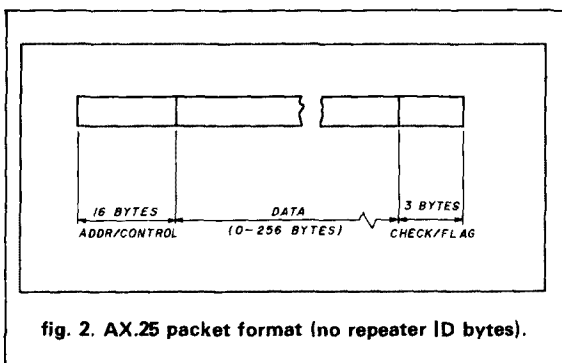 16 BYTES
ADDR/CONTROL
DATA
(0-256 BYTES)
3 BYTES
CHECK/FLAG
fig. 2. AX.25 packet format (no repeater ID bytes).